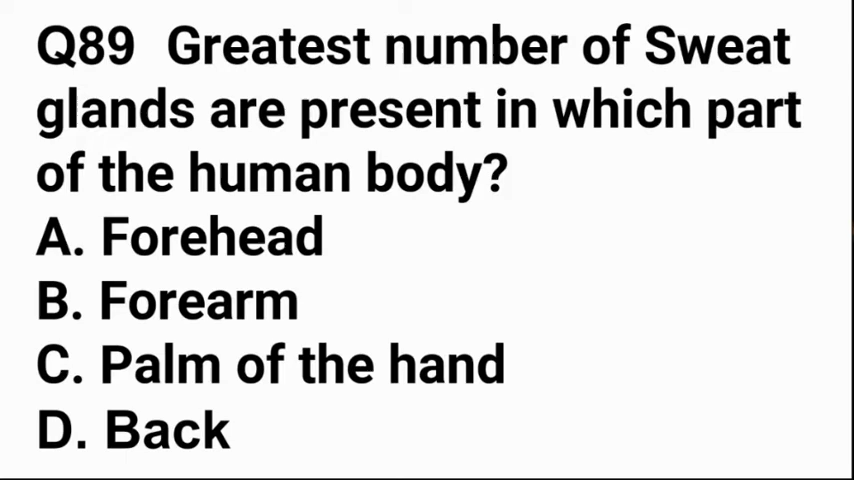 Q89 Greatest number of Sweat
glands are present in which part
of the human body?
A. Forehead
B. Forearm
C. Palm of the hand
D. Back